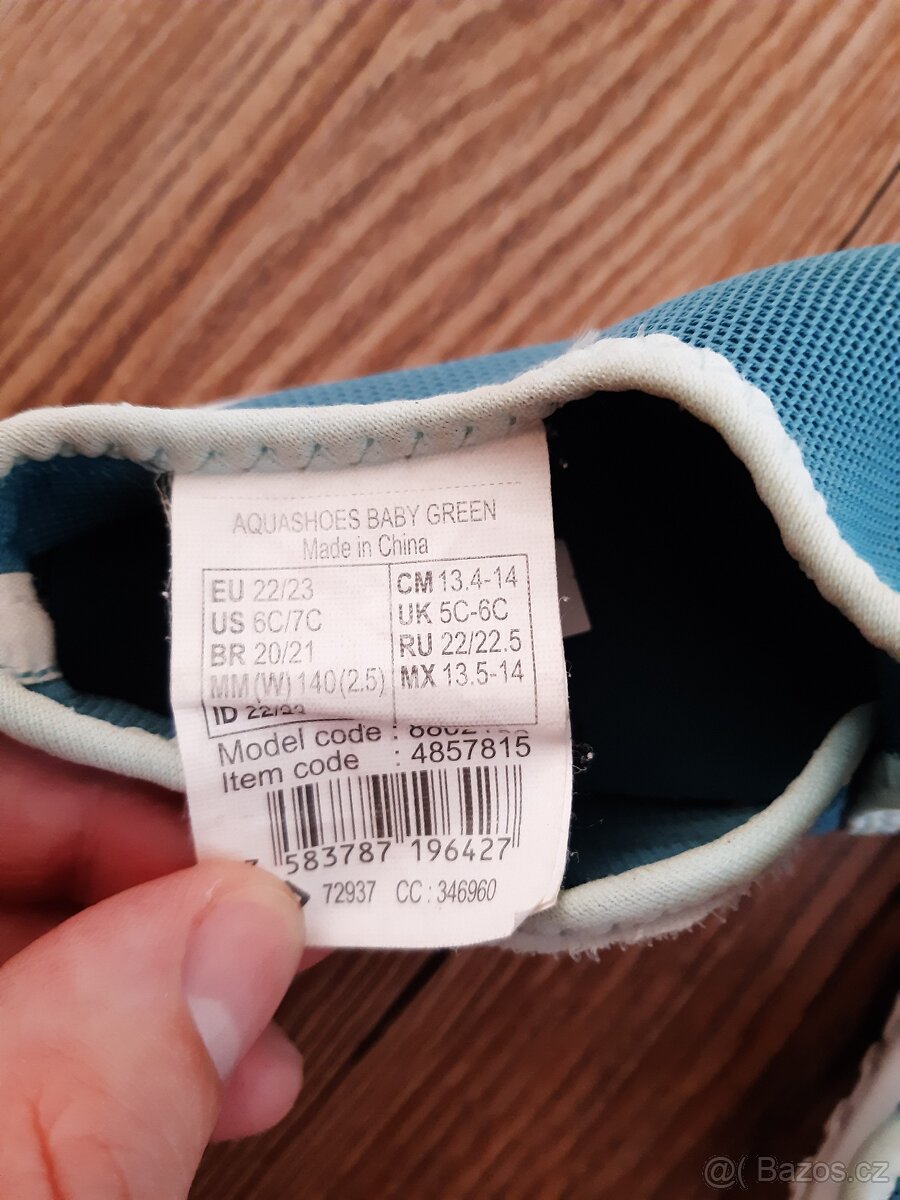 AQUASHOES BABY GREEN
Made in China
EU 22/23 CM 13.4-14
US 6C/7C UK 5C-6C
BR 20/21 RU 22/22.5
MM(W) 140(2.5) MX 13.5-14
ID
Model code :
Item code : 4857815
583787 196427
72937 CC : 346960
@( Bazos.cz